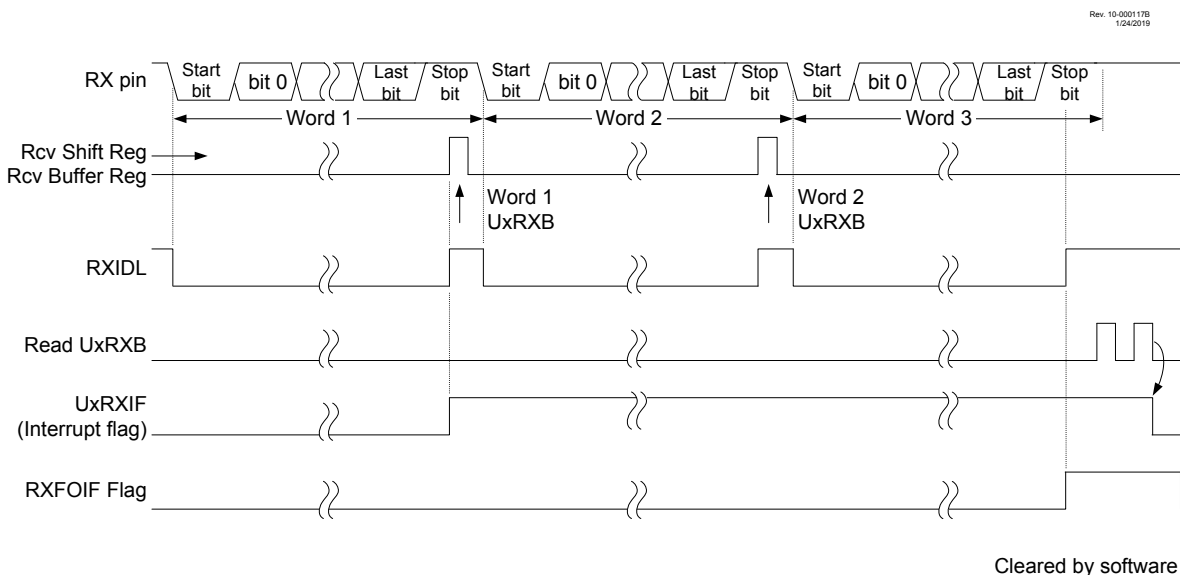 Rev. 10-000117B
1/24/2019
RX pin
Start bit
bit 0
Last bit
Stop bit
Start bit
bit 0
Last bit
Stop bit
Start bit
bit 0
Last bit
Stop bit
Word 1
Word 2
Word 3
Rcv Shift Reg
Rcv Buffer Reg
Word 1
UxRXB
Word 2
UxRXB
RXIDL
Read UxRXB
UxRXIF
(Interrupt flag)
RXFOIF Flag
Cleared by software